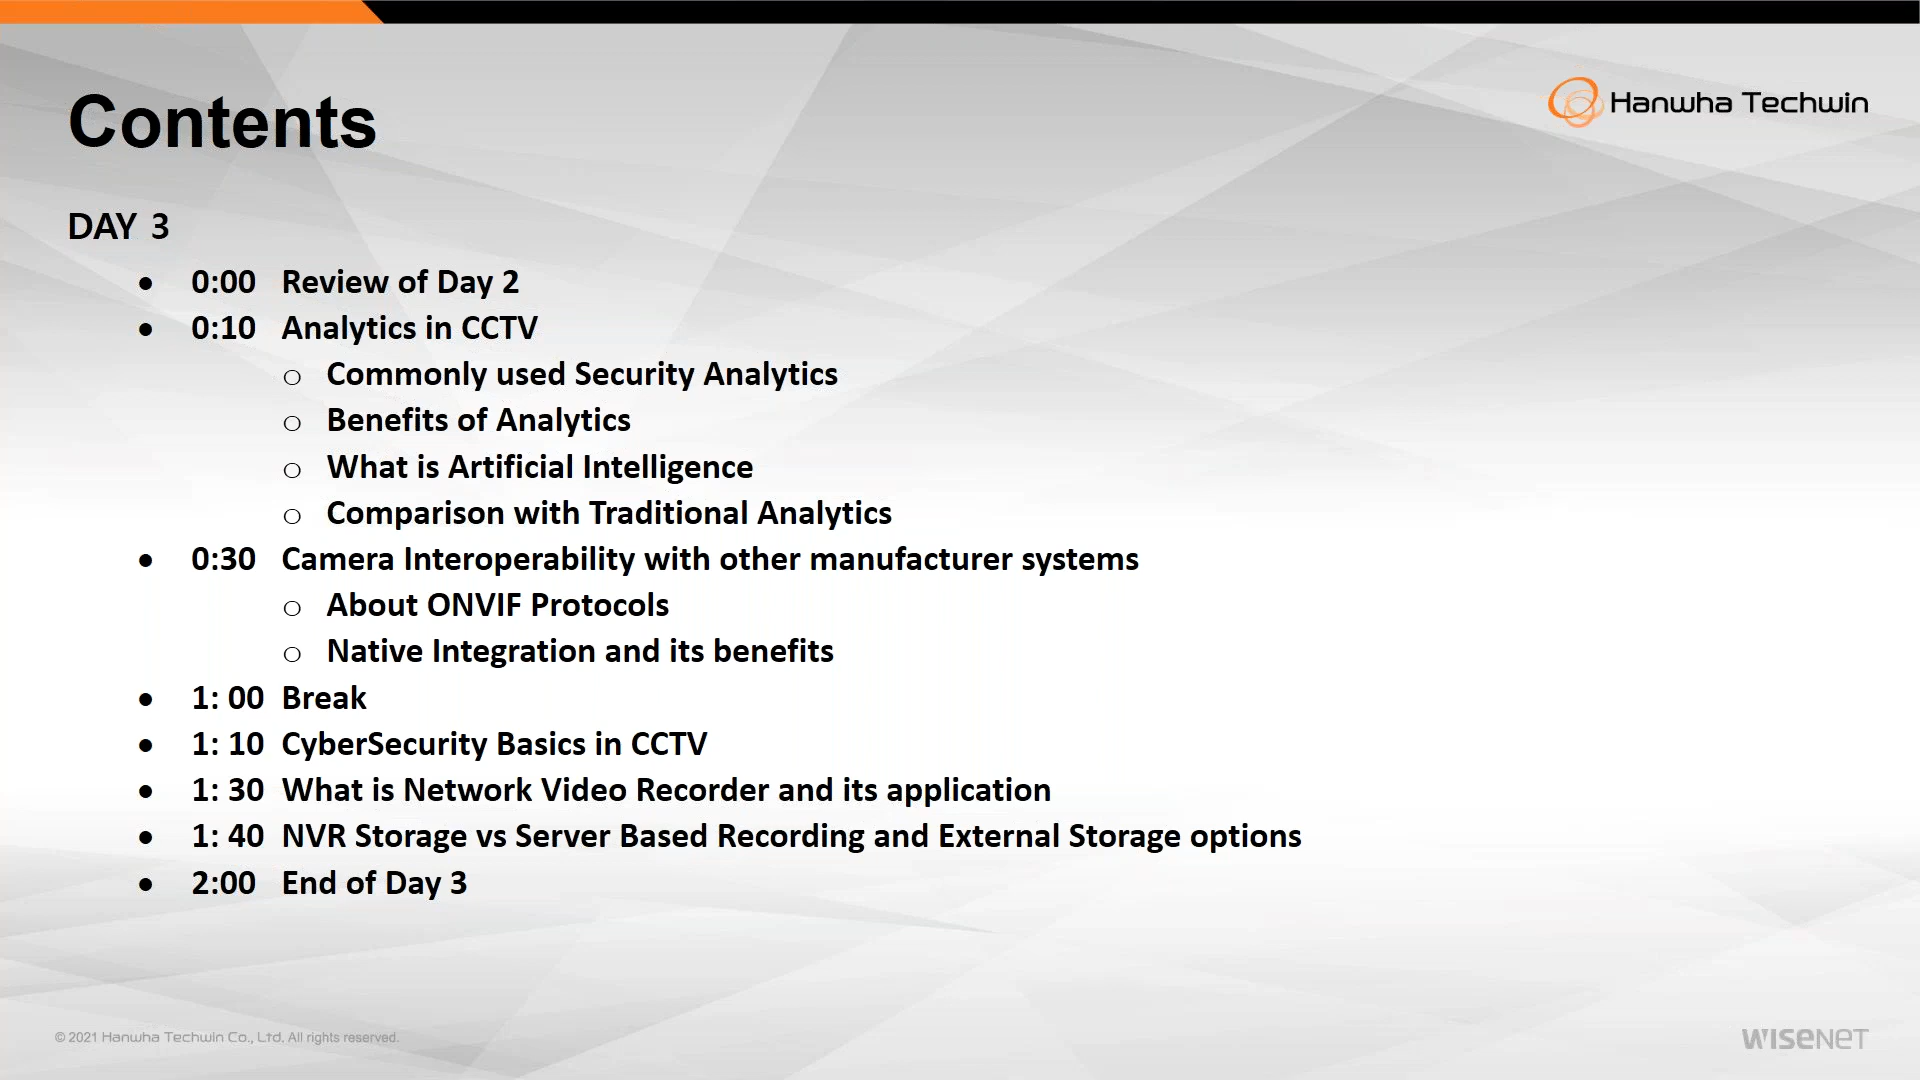 Contents
Hanwha Techwin
DAY 3
• 0:00 Review of Day 2
• 0:10 Analytics in CCTV
o Commonly used Security Analytics
o Benefits of Analytics
o What is Artificial Intelligence
o Comparison with Traditional Analytics
• 0:30 Camera Interoperability with other manufacturer systems
o About ONVIF Protocols
o Native Integration and its benefits
• 1: 00 Break
• 1: 10 CyberSecurity Basics in CCTV
• 1: 30 What is Network Video Recorder and its application
• 1: 40 NVR Storage vs Server Based Recording and External Storage options
• 2:00 End of Day 3
© 2021 Hanwha Techwin Co., Ltd. All rights reserved.
WISENET